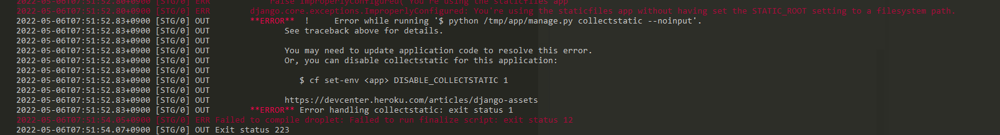 2022-05-06T07:51:52.80+0900 [STG/0] ERR raise ImproperlyConfigured("You're using the staticfiles app
2022-05-06T07:51:52.80+0900 [STG/0] ERR django.core.exceptions.ImproperlyConfigured: You're using the staticfiles app without having set the STATIC_ROOT setting to a filesystem path.
2022-05-06T07:51:52.83+0900 [STG/0] OUT **ERROR** ! Error while running '$ python /tmp/app/manage.py collectstatic --noinput'.
2022-05-06T07:51:52.83+0900 [STG/0] OUT See traceback above for details.
2022-05-06T07:51:52.83+0900 [STG/0] OUT
2022-05-06T07:51:52.83+0900 [STG/0] OUT You may need to update application code to resolve this error.
2022-05-06T07:51:52.83+0900 [STG/0] OUT Or, you can disable collectstatic for this application:
2022-05-06T07:51:52.83+0900 [STG/0] OUT
2022-05-06T07:51:52.83+0900 [STG/0] OUT $ cf set-env <app> DISABLE_COLLECTSTATIC 1
2022-05-06T07:51:52.83+0900 [STG/0] OUT
2022-05-06T07:51:52.83+0900 [STG/0] OUT https://devcenter.heroku.com/articles/django-assets
2022-05-06T07:51:52.83+0900 [STG/0] OUT **ERROR** Error handling collectstatic: exit status 1
2022-05-06T07:51:54.05+0900 [STG/0] ERR Failed to compile droplet: Failed to run finalize script: exit status 12
2022-05-06T07:51:54.07+0900 [STG/0] OUT Exit status 223